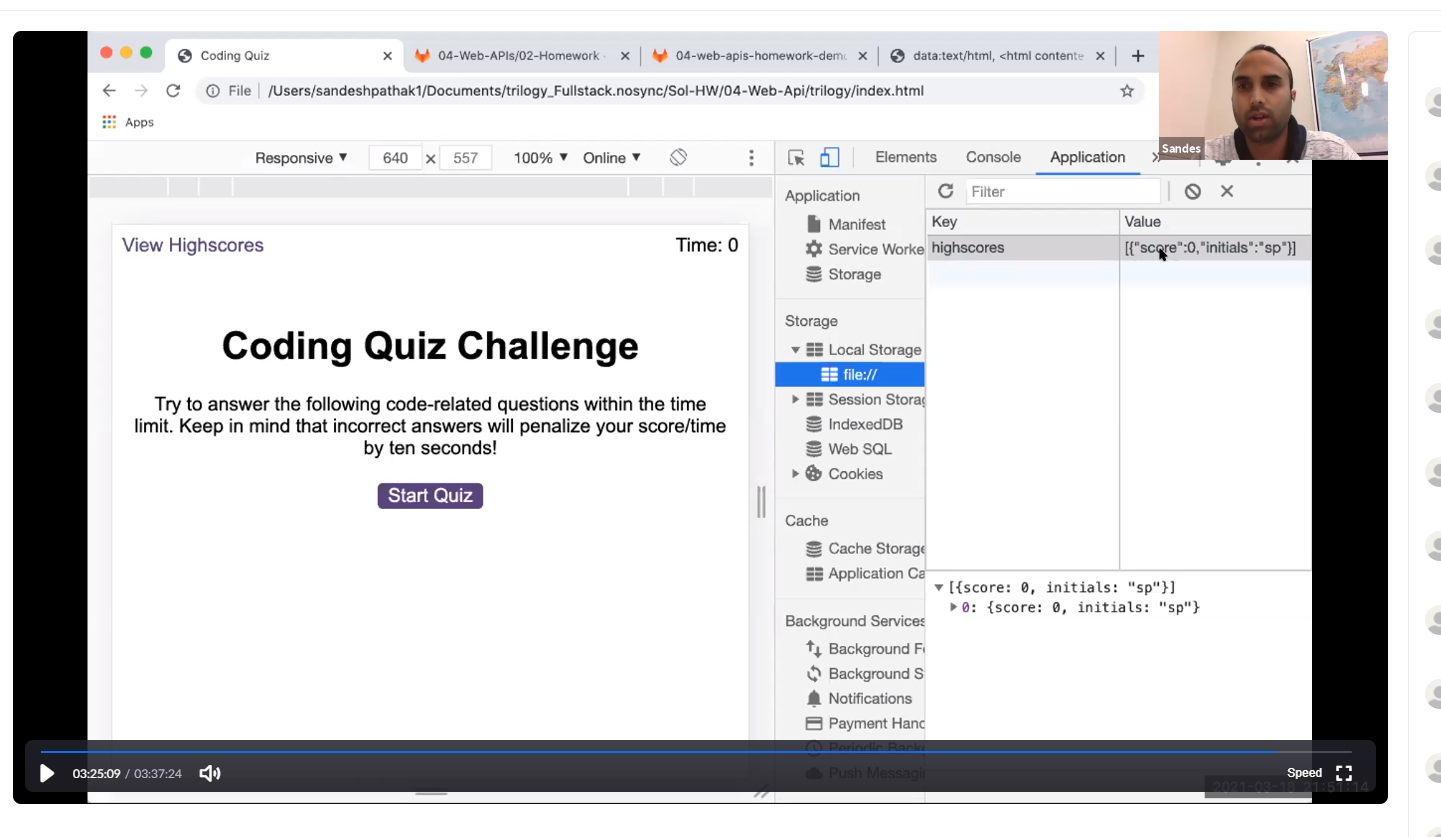 Coding Quiz
04-Web-APIs/02-Homework
04-web-apis-homework-demo
data:text/html, <html contente
File | /Users/sandeshpathak1/Documents/trilogy_Fullstack.nosync/Sol-HW/04-Web-Api/trilogy/index.html
Apps
Sandes
Responsive ▼ 640 × 557 100% ▼ Online ▼
Elements Console Application »
View Highscores
Time: 0
Coding Quiz Challenge
Try to answer the following code-related questions within the time
limit. Keep in mind that incorrect answers will penalize your score/time
by ten seconds!
Start Quiz
Application
Manifest
Service Worke
Storage
Storage
Local Storage
file://
Session Storag
IndexedDB
Web SQL
Cookies
Cache
Cache Storage
Application Ca
Background Services
Background Fe
Background S
Notifications
Payment Hand
Periodic Back
Push Messagi
Filter
Key Value
highscores [{"score":0,"initials":"sp"}]
[{score: 0, initials: "sp"}]
0: {score: 0, initials: "sp"}
03:25:09 / 03:37:24
Speed
2021-03-18 21:51:14